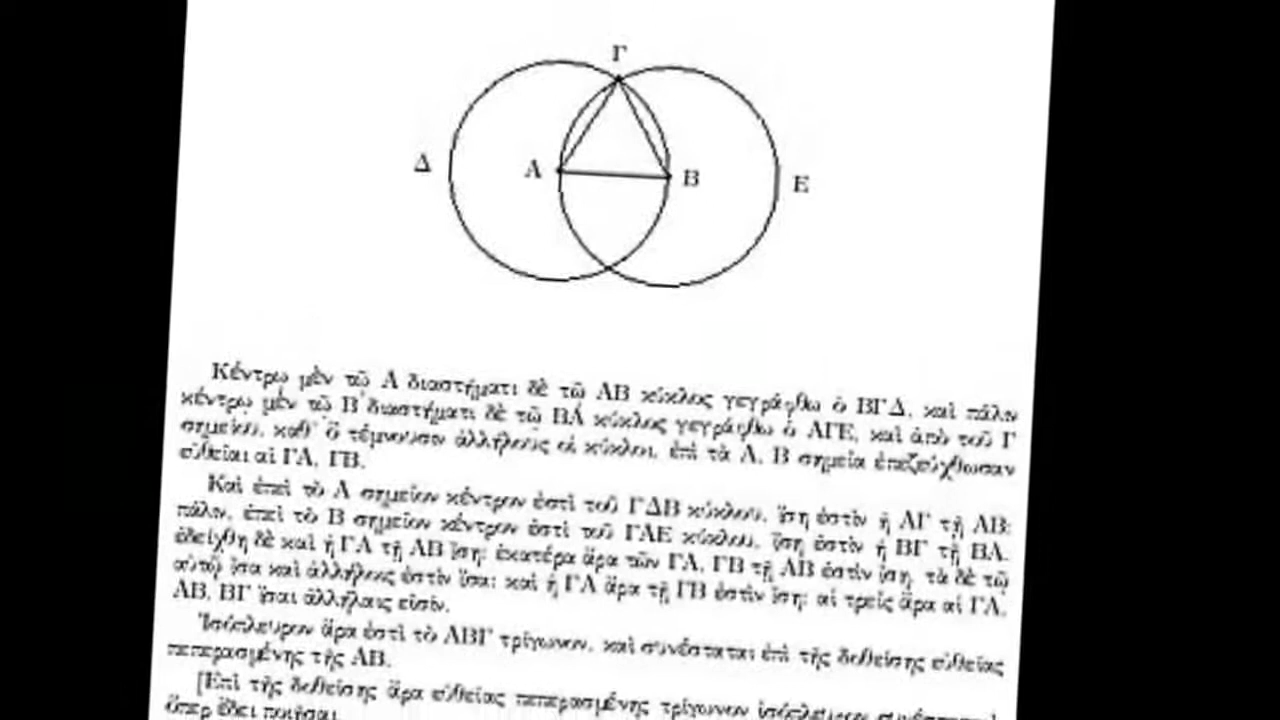 Γ
Δ Α Β Ε
Κέντρῳ μὲν τῷ Α διαστήματι δὲ τῷ ΑΒ κύκλος γεγράφθω ὁ ΒΓΔ, καὶ πάλιν
κέντρῳ μὲν τῷ Β διαστήματι δὲ τῷ ΒΑ κύκλος γεγράφθω ὁ ΑΓΕ, καὶ ἀπὸ τοῦ Γ
σημείου, καθ᾿ ὃ τέμνουσιν ἀλλήλους οἱ κύκλοι, ἐπὶ τὰ Α, Β σημεῖα ἐπεζεύχθωσαν
εὐθεῖαι αἱ ΓΑ, ΓΒ.
Καὶ ἐπεὶ τὸ Α σημεῖον κέντρον ἐστὶ τοῦ ΓΔΒ κύκλου, ἴση ἐστὶν ἡ ΑΓ τῇ ΑΒ·
πάλιν, ἐπεὶ τὸ Β σημεῖον κέντρον ἐστὶ τοῦ ΓΑΕ κύκλου, ἴση ἐστὶν ἡ ΒΓ τῇ ΒΑ.
ἐδείχθη δὲ καὶ ἡ ΓΑ τῇ ΑΒ ἴση· ἑκατέρα ἄρα τῶν ΓΑ, ΓΒ τῇ ΑΒ ἐστιν ἴση. τὰ δὲ τῷ
αὐτῷ ἴσα καὶ ἀλλήλοις ἐστὶν ἴσα· καὶ ἡ ΓΑ ἄρα τῇ ΓΒ ἐστιν ἴση· αἱ τρεῖς ἄρα αἱ ΓΑ,
ΑΒ, ΒΓ ἴσαι ἀλλήλαις εἰσίν.
Ἰσόπλευρον ἄρα ἐστὶ τὸ ΑΒΓ τρίγωνον. καὶ συνέσταται ἐπὶ τῆς δοθείσης εὐθείας
πεπερασμένης τῆς ΑΒ.
[Ἐπὶ τῆς δοθείσης ἄρα εὐθείας πεπερασμένης τρίγωνον ἰσόπλευρον συνέσταται]·
ὅπερ ἔδει ποιῆσαι.